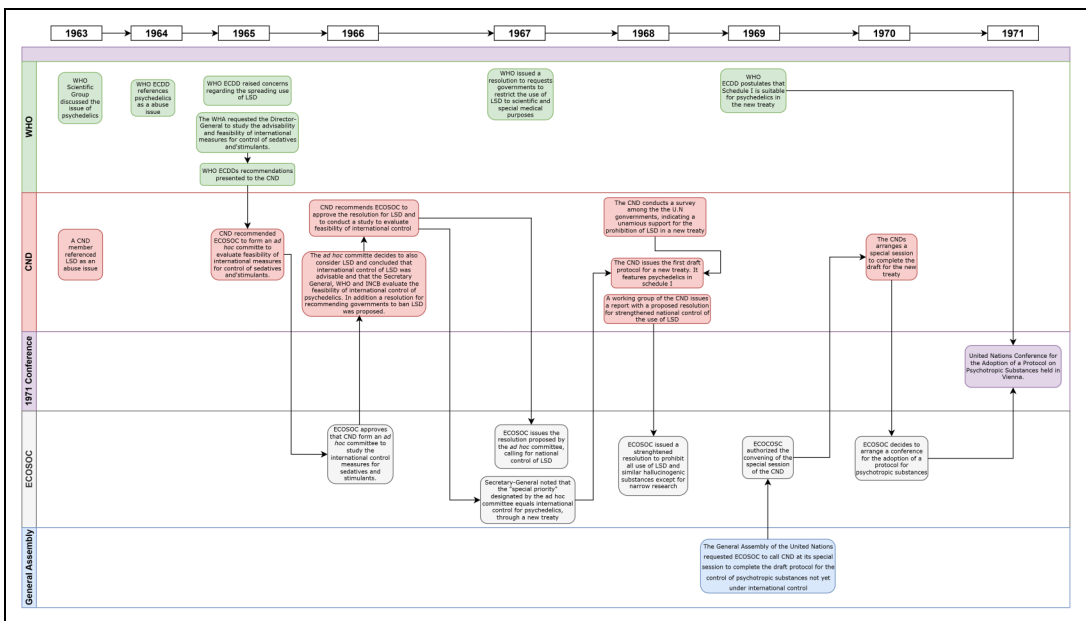 1963
1964
1965
1966
1967
1968
1969
1970
1971
WHO
WHO
Scientific
Group
discussed the
issue of
psychedelics
WHO ECDD
references
psychedelics
as a abuse
issue
WHO ECDD raised concerns
regarding the spreading use
of LSD
The WHA requested the Director-
General to study the advisability
and feasibility of international
measures for control of sedatives
and'stimulants.
WHO ECDDs recommendations
presented to the CND
WHO issued a
resolution to requests
governments to
restrict the use of
LSD to scientific and
special medical
purposes
WHO
ECDD postulates that
Schedule I is suitable
for psychedelics in
the new treaty
CND
A CND
member
referenced
LSD as an
abuse issue
CND recommended
ECOSOC to form an ad
hoc committe to
evaluate feasibility of
international measures
for control of sedatives
and'stimulants.
CND recommends ECOSOC to
approve the resolution for LSD and
to conduct a study to evaluate
feasibility of international control
The ad hoc committe decides to also
consider LSD and concluded that
international control of LSD was
advisable and that the Secretary
General, WHO and INCB evaluate the
feasibility of international control of
psychedelics. In addition a resolution for
recommending governments to ban LSD
was proposed.
The CND conducts a survey
among the the U.N
gonvernments, indicating a
unamious support for the
prohibition of LSD in a new treaty
The CND issues the first draft
protocol for a new treaty. It
features psychedelics in
schedule I
A working group of the CND issues
a report with a proposed resolution
for strengthened national control
of the use of LSD
The CNDs
arranges a
special session
to complete the
draft for the new
treaty
1971 Conference
United Nations Conference for
the Adoption of a Protocol on
Psychotropic Substances held in
Vienna.
ECOSOC
ECOSOC approves
that CND form an ad
hoc committee to
study the
international control
measures for
sedatives and
stimulants.
ECOSOC issues the
resolution proposed by
the ad hoc committee,
calling for national
control of LSD
Secretary-General noted that
the "special priority"
designated by the ad hoc
committee equals international
control for psychedelics,
through a new treaty
ECOSOC issued a
strenghtened
resolution to prohibit
all use of LSD and
similar hallucinogenic
substances except for
narrow research
ECOCOSC
authorized the
convening of the
special session
of the CND
ECOSOC decides to
arrange a conference
for the adoption of a
protocol for
psychotropic substances
General Assembly
The General Assembly of the United Nations
requested ECOSOC to call CND at its special
session to complete the draft protocol for the
control of psychotropic substances not yet
under international control